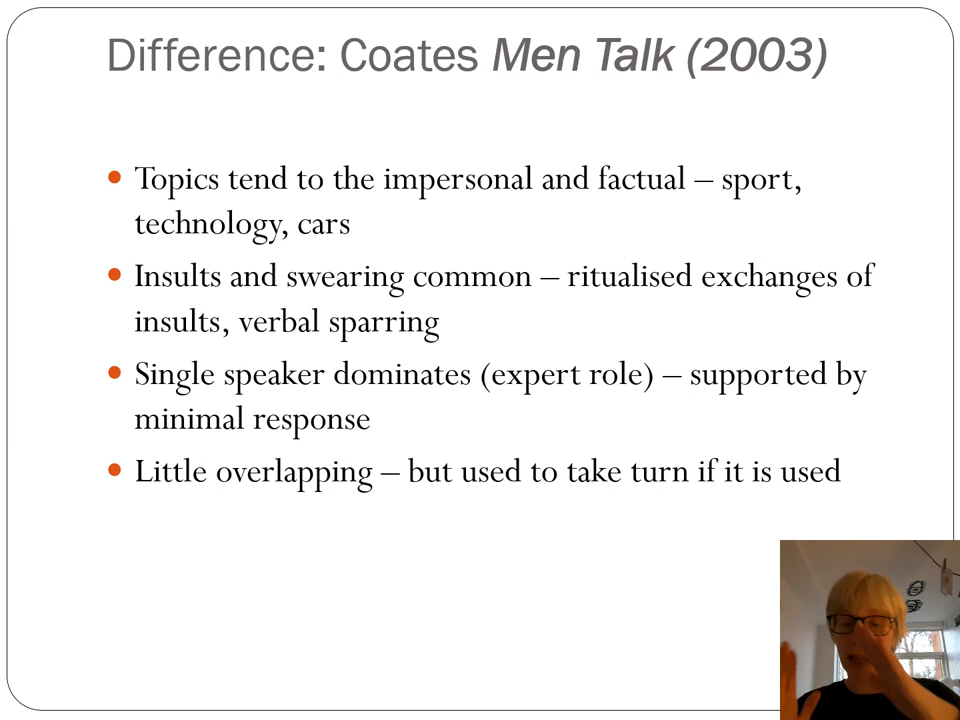 Difference: Coates Men Talk (2003)
Topics tend to the impersonal and factual – sport,
technology, cars
Insults and swearing common – ritualised exchanges of
insults, verbal sparring
Single speaker dominates (expert role) – supported by
minimal response
Little overlapping – but used to take turn if it is used